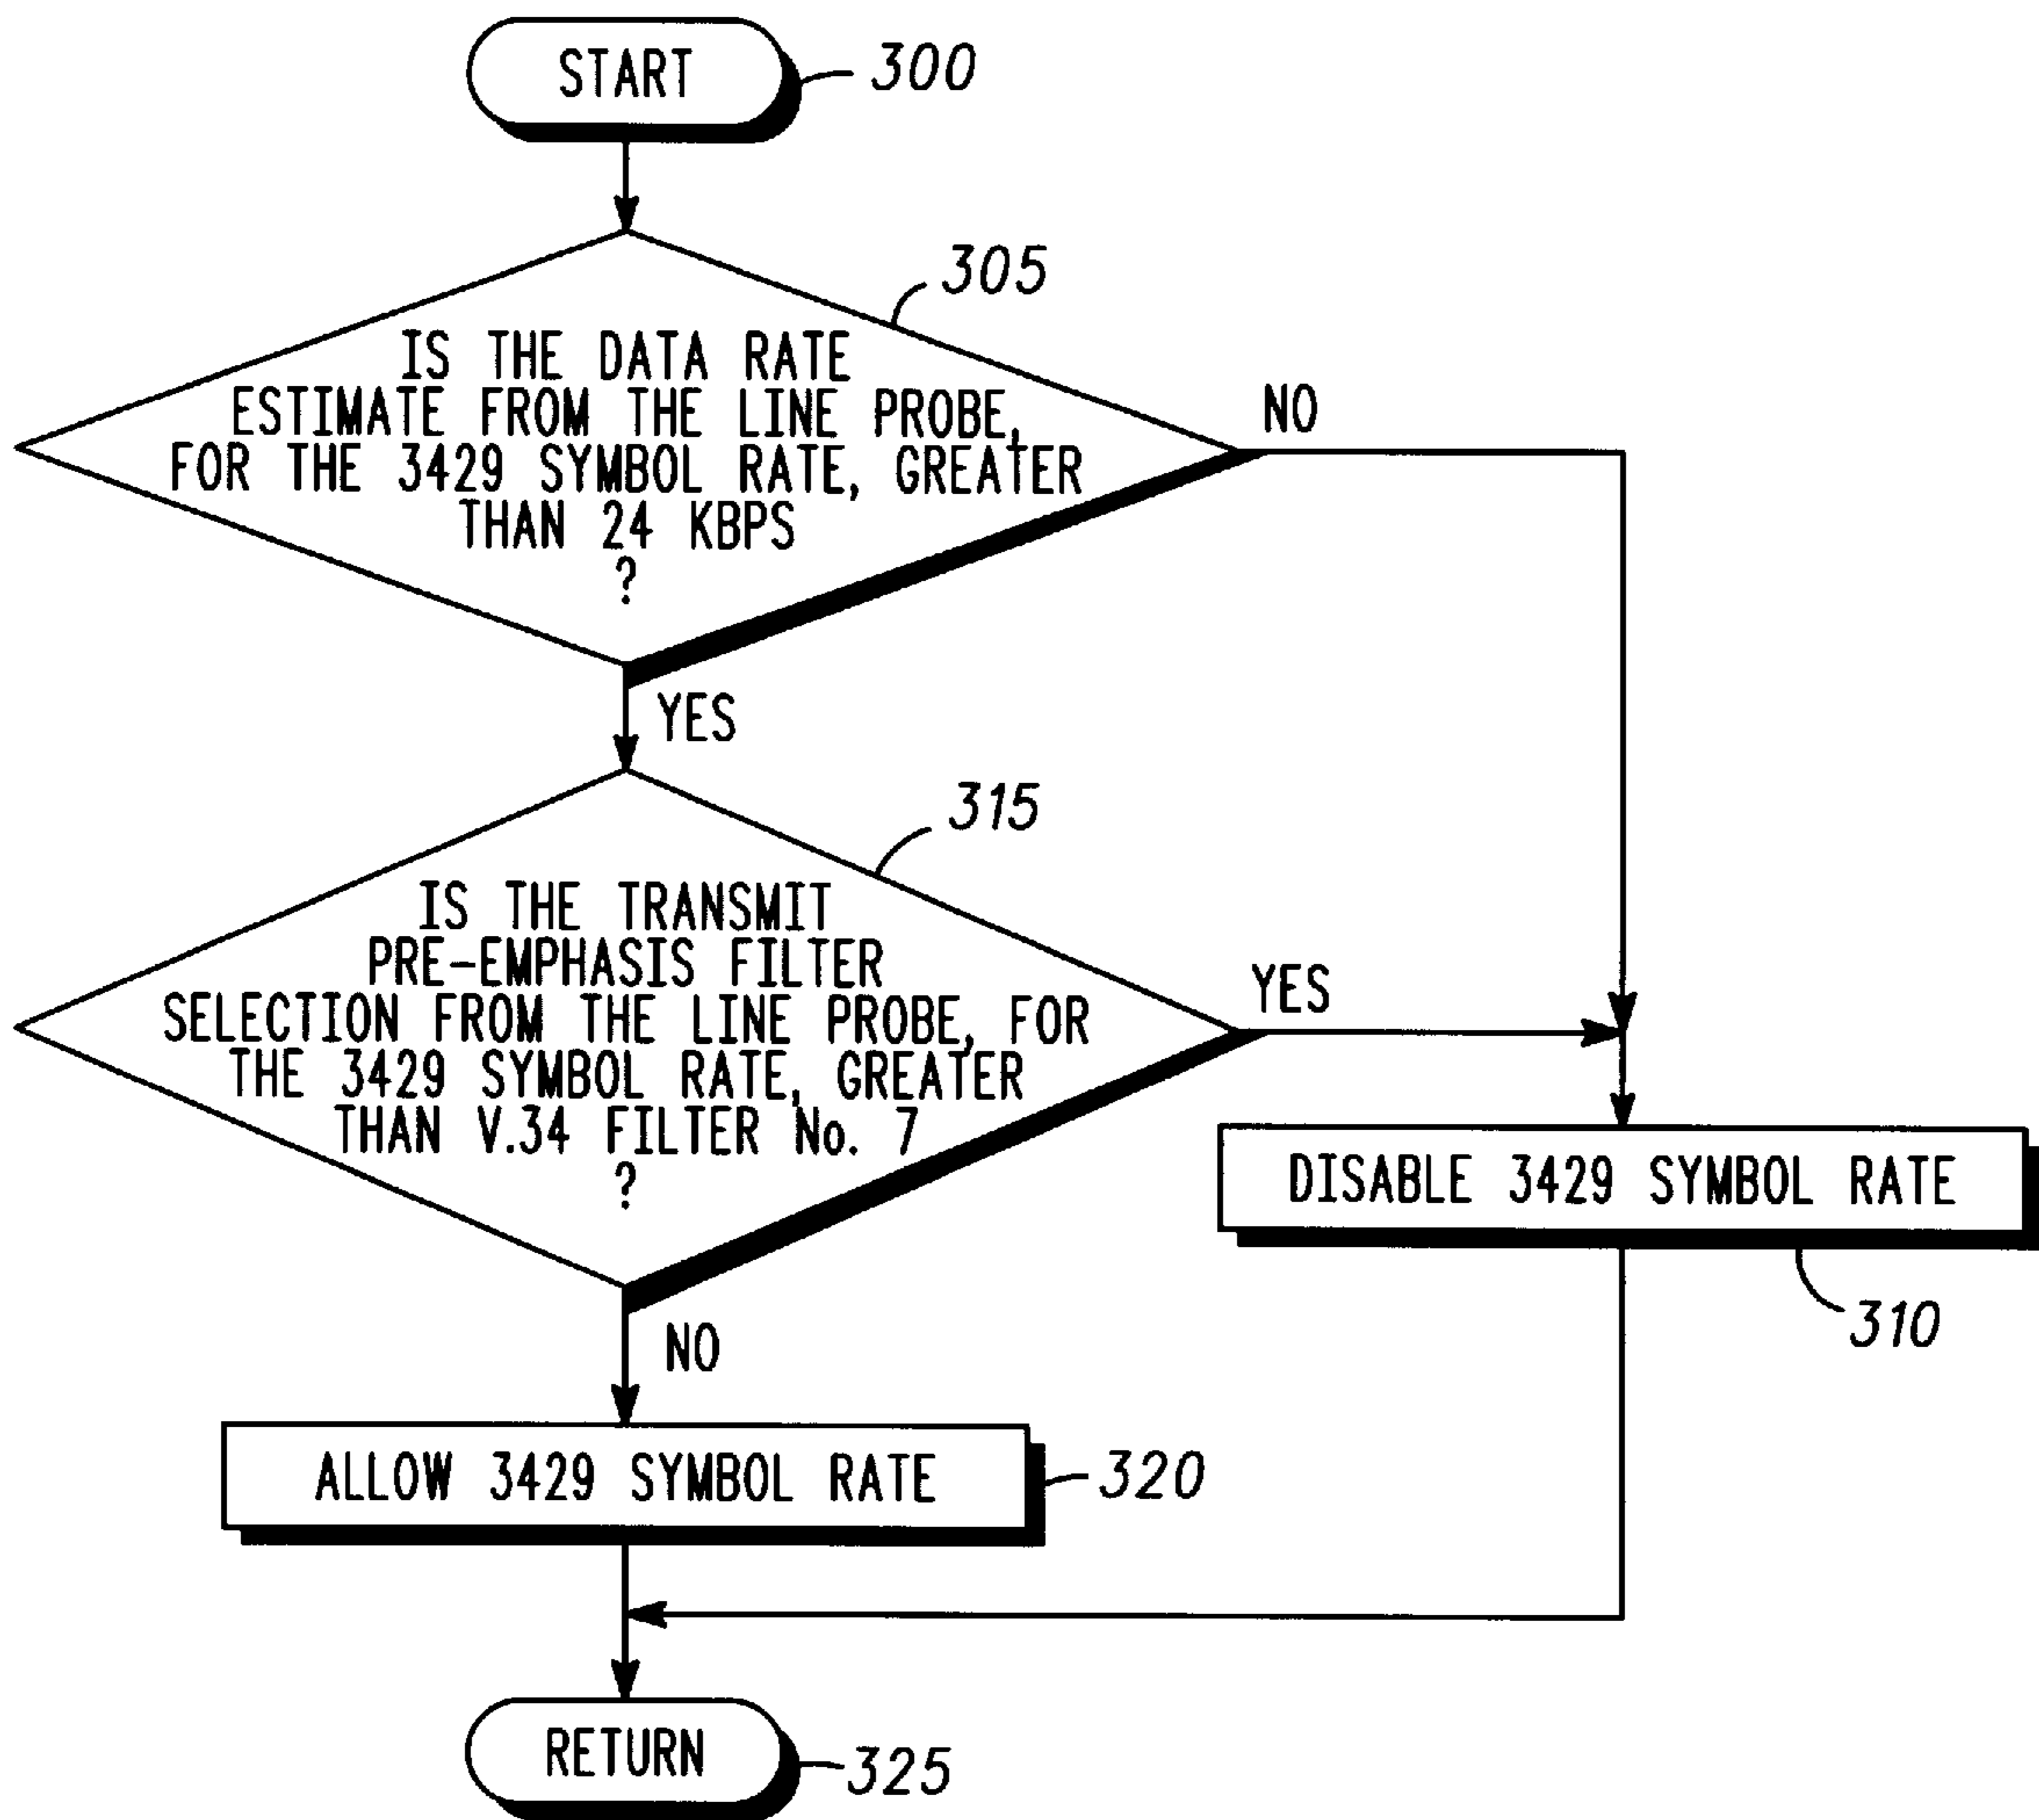 START
300
305
IS THE DATA RATE
ESTIMATE FROM THE LINE PROBE,
FOR THE 3429 SYMBOL RATE, GREATER
THAN 24 KBPS
?
NO
YES
315
IS THE TRANSMIT
PRE-EMPHASIS FILTER
SELECTION FROM THE LINE PROBE, FOR
THE 3429 SYMBOL RATE, GREATER
THAN V.34 FILTER No. 7
?
YES
NO
DISABLE 3429 SYMBOL RATE
310
ALLOW 3429 SYMBOL RATE
320
RETURN
325